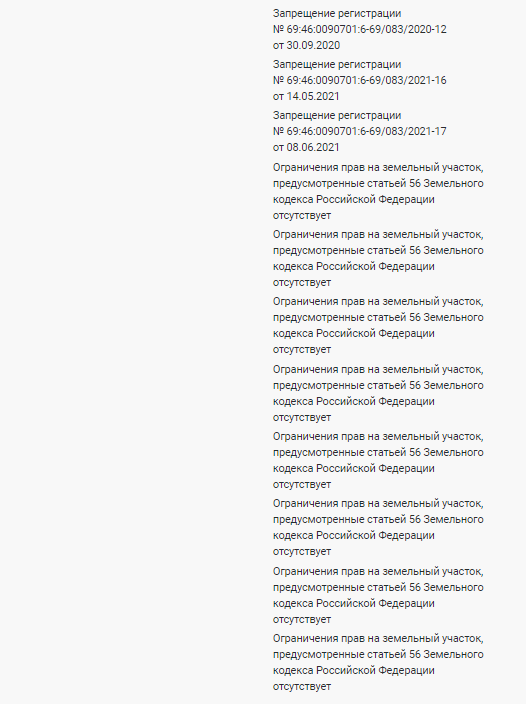 Запрещение регистрации
№ 69:46:0090701:6-69/083/2020-12
от 30.09.2020
Запрещение регистрации
№ 69:46:0090701:6-69/083/2021-16
от 14.05.2021
Запрещение регистрации
№ 69:46:0090701:6-69/083/2021-17
от 08.06.2021
Ограничения прав на земельный участок,
предусмотренные статьей 56 Земельного
кодекса Российской Федерации
отсутствует
Ограничения прав на земельный участок,
предусмотренные статьей 56 Земельного
кодекса Российской Федерации
отсутствует
Ограничения прав на земельный участок,
предусмотренные статьей 56 Земельного
кодекса Российской Федерации
отсутствует
Ограничения прав на земельный участок,
предусмотренные статьей 56 Земельного
кодекса Российской Федерации
отсутствует
Ограничения прав на земельный участок,
предусмотренные статьей 56 Земельного
кодекса Российской Федерации
отсутствует
Ограничения прав на земельный участок,
предусмотренные статьей 56 Земельного
кодекса Российской Федерации
отсутствует
Ограничения прав на земельный участок,
предусмотренные статьей 56 Земельного
кодекса Российской Федерации
отсутствует
Ограничения прав на земельный участок,
предусмотренные статьей 56 Земельного
кодекса Российской Федерации
отсутствует